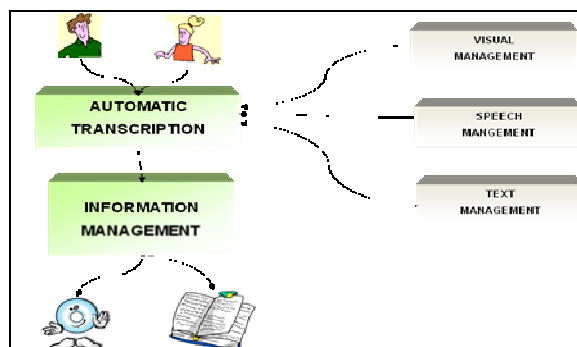 AUTOMATIC
TRANSCRIPTION
INFORMATION
MANAGEMENT
VISUAL
MANAGEMENT
SPEECH
MANGEMENT
TEXT
MANAGEMENT